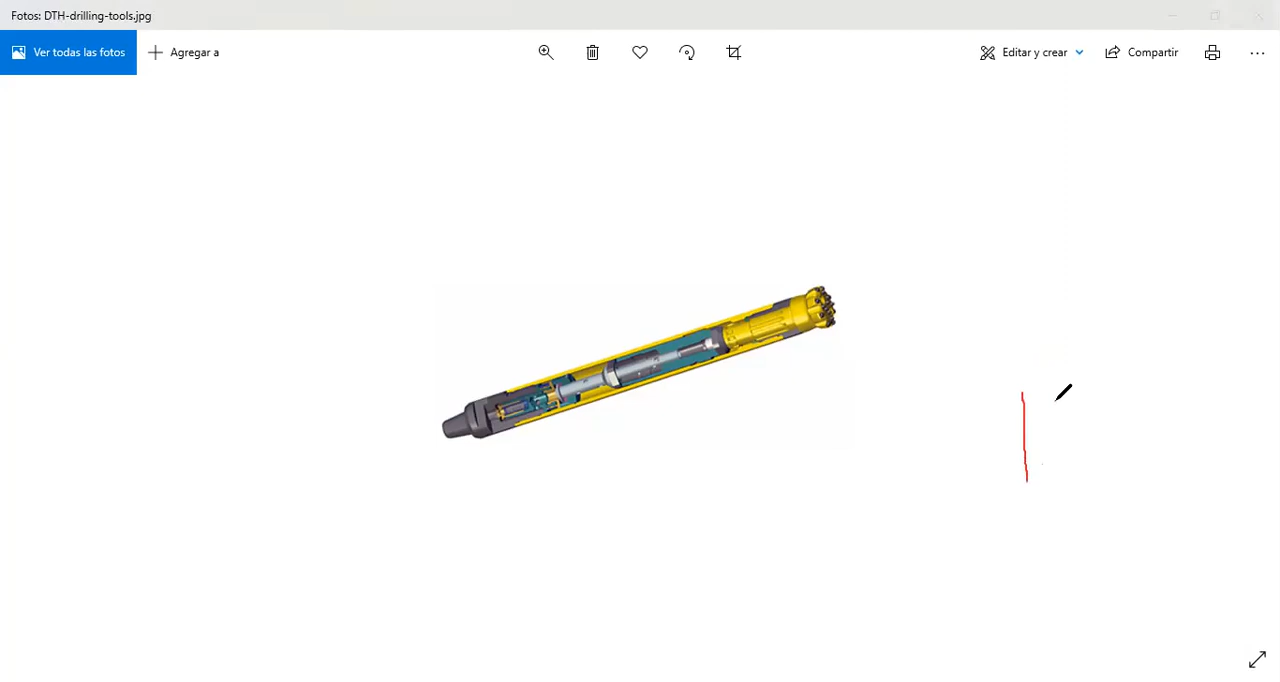 Fotos: DTH-drilling-tools.jpg
Ver todas las fotos
Agregar a
Editar y crear
Compartir